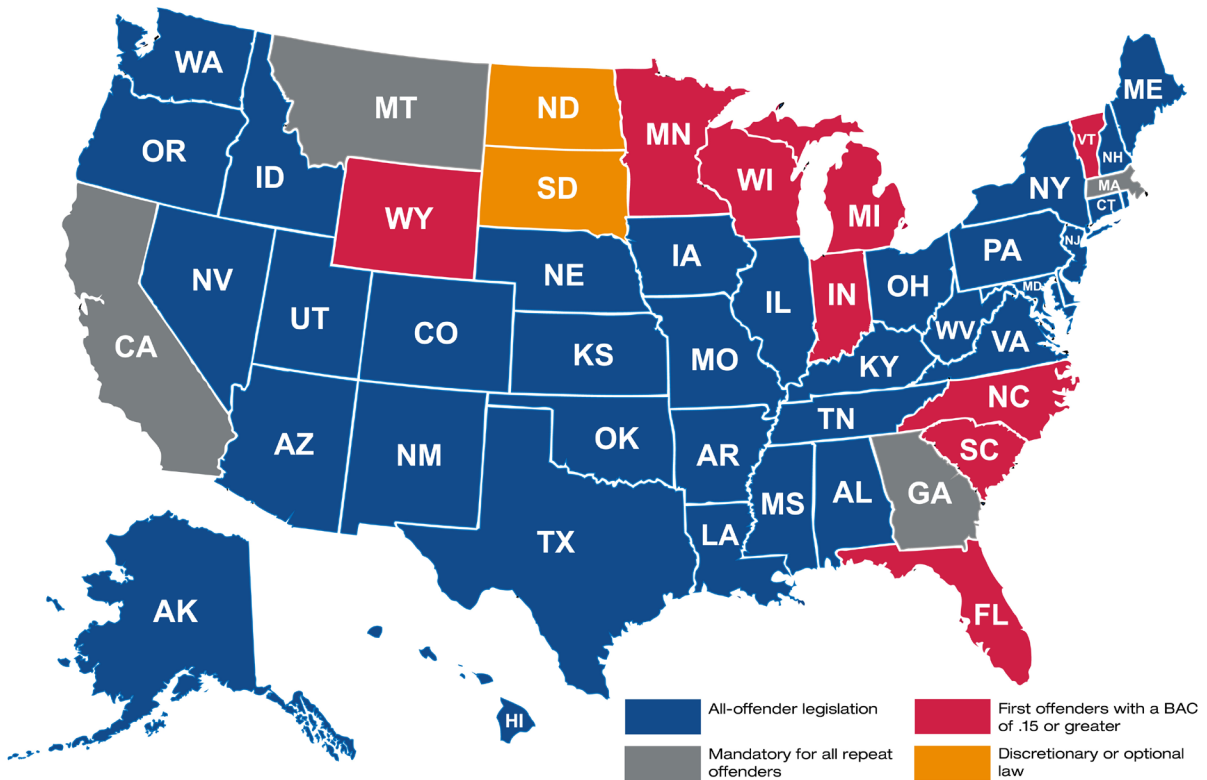 WA
MT
ND
MN
ME
OR
ID
SD
WI
MI
VT
NH
NY
MA
CT
WY
NV
UT
CO
NE
IA
IL
IN
OH
PA
NJ
MD
CA
KS
MO
KY
WV
VA
AZ
NM
OK
AR
TN
NC
SC
TX
LA
MS
AL
GA
FL
AK
HI
All-offender legislation
First offenders with a BAC
of .15 or greater
Mandatory for all repeat
offenders
Discretionary or optional
law